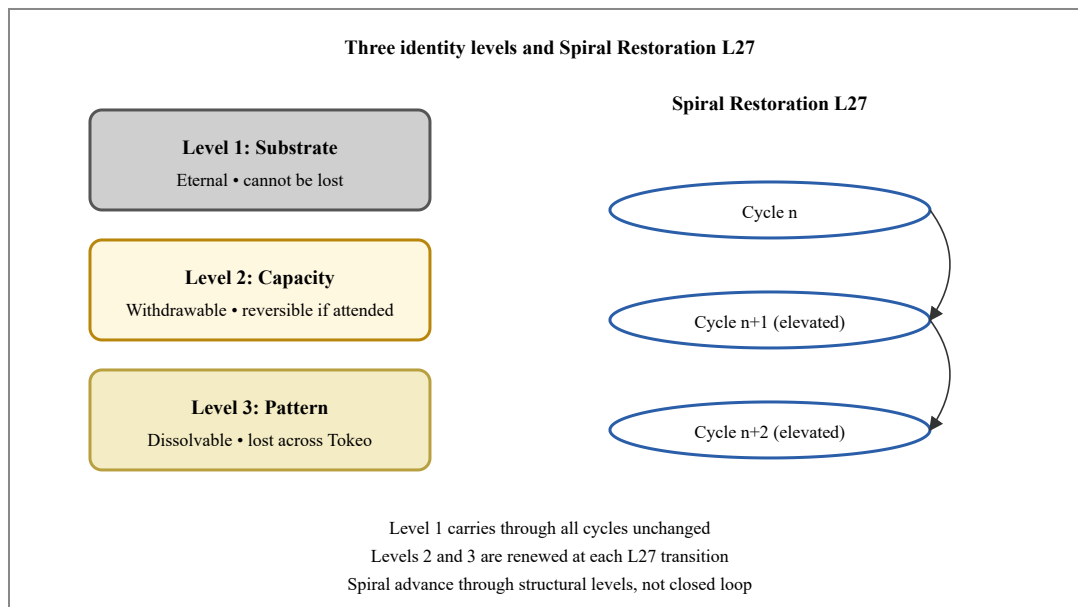 Three identity levels and Spiral Restoration L27
Level 1: Substrate
Eternal • cannot be lost
Level 2: Capacity
Withdrawable • reversible if attended
Level 3: Pattern
Dissolvable • lost across Tokeo
Spiral Restoration L27
Cycle n
Cycle n+1 (elevated)
Cycle n+2 (elevated)
Level 1 carries through all cycles unchanged
Levels 2 and 3 are renewed at each L27 transition
Spiral advance through structural levels, not closed loop